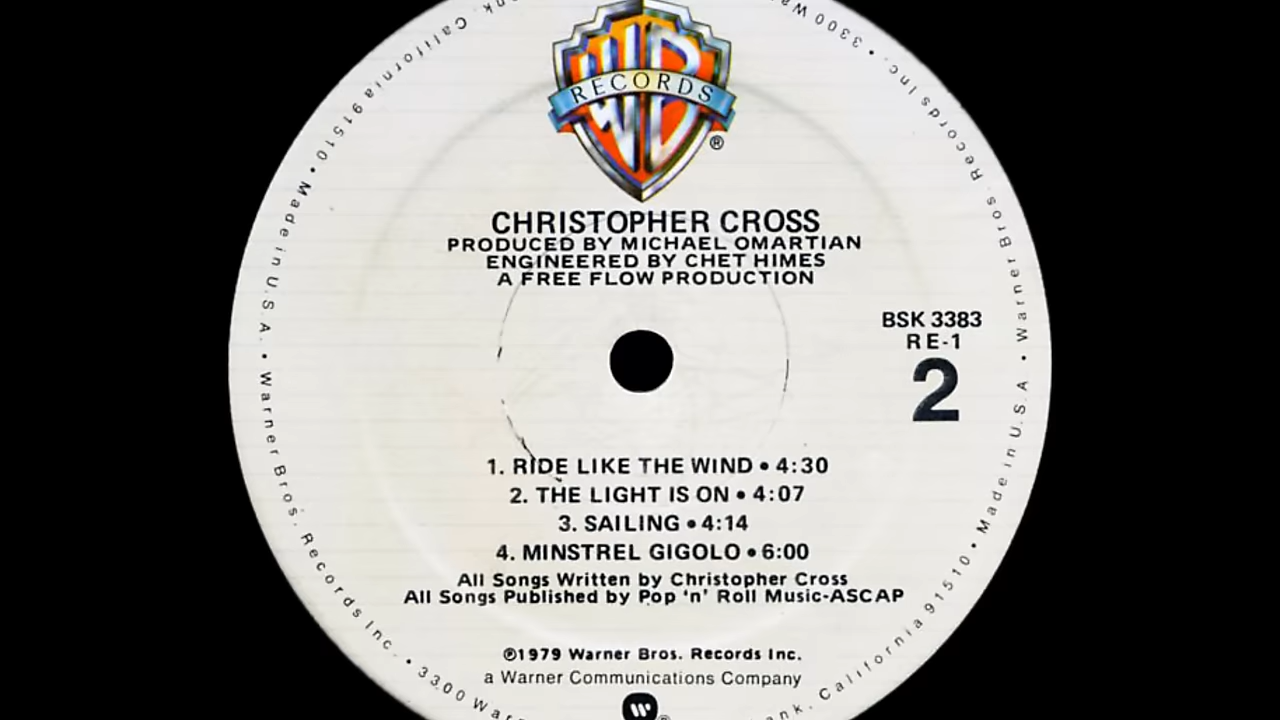 WB
RECORDS
®
CHRISTOPHER CROSS
PRODUCED BY MICHAEL OMARTIAN
ENGINEERED BY CHET HIMES
A FREE FLOW PRODUCTION
BSK 3383
RE-1
2
1. RIDE LIKE THE WIND • 4:30
2. THE LIGHT IS ON • 4:07
3. SAILING • 4:14
4. MINSTREL GIGOLO • 6:00
All Songs Written by Christopher Cross
All Songs Published by Pop 'n' Roll Music-ASCAP
℗1979 Warner Bros. Records Inc.
a Warner Communications Company
W
®
California 91510 • Made in U.S.A. • Warner Bros. Records Inc. • 3300
California 91510 • Made in U.S.A. • Warner Bros. Records Inc. • 3300